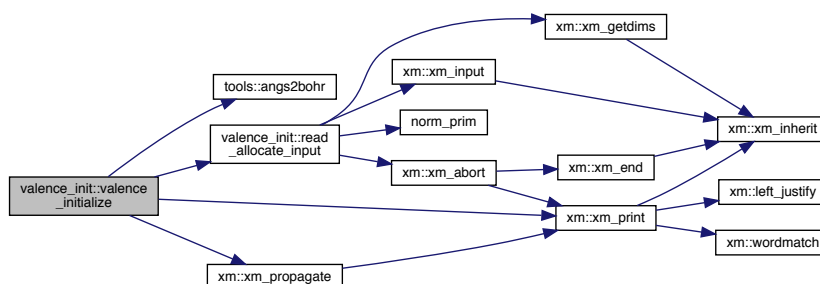 xm::xm_getdims
xm::xm_input
tools::angs2bohr
norm_prim
xm::xm_inherit
valence_init::read
_allocate_input
xm::xm_abort
xm::xm_end
valence_init::valence
_initialize
xm::left_justify
xm::xm_print
xm::wordmatch
xm::xm_propagate